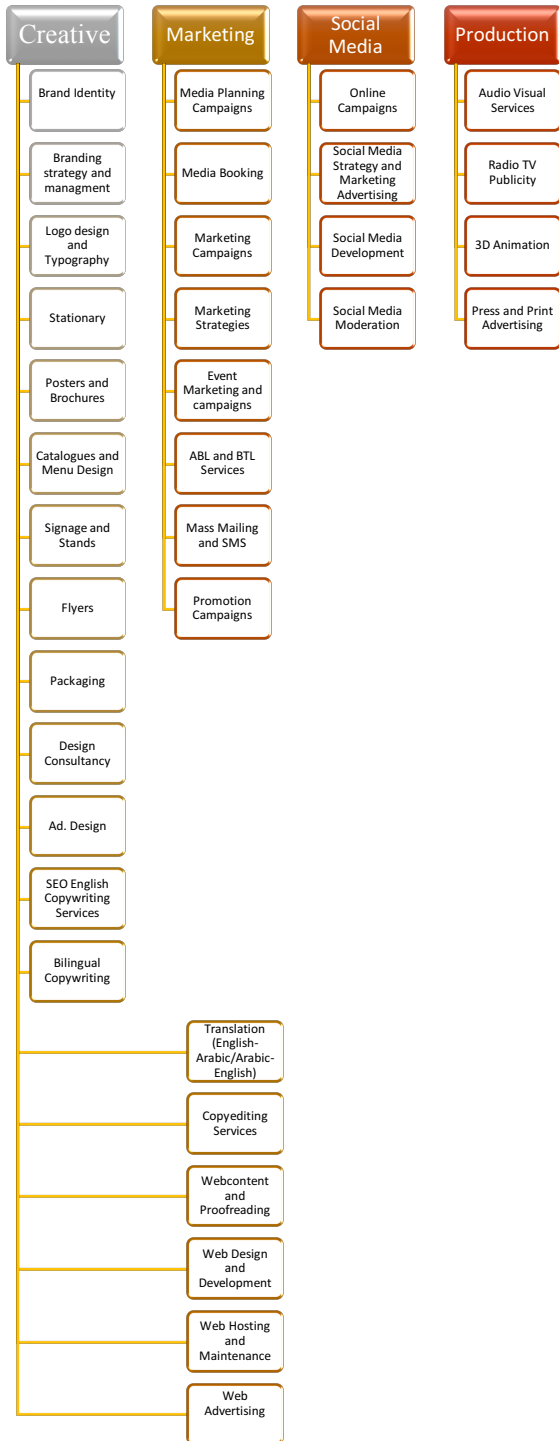 Creative
Brand Identity
Branding
strategy and
managment
Logo design
and
Typography
Stationary
Posters and
Brochures
Catalogues and
Menu Design
Signage and
Stands
Flyers
Packaging
Design
Consultancy
Ad. Design
SEO English
Copywriting
Services
Bilingual
Copywriting
Translation
(English-
Arabic/Arabic-
English)
Copyediting
Services
Webcontent
and
Proofreading
Web Design
and
Development
Web Hosting
and
Maintenance
Web
Advertising
Marketing
Media Planning
Campaigns
Media Booking
Marketing
Campaigns
Marketing
Strategies
Event
Marketing and
campaigns
ABL and BTL
Services
Mass Mailing
and SMS
Promotion
Campaigns
Social
Media
Online
Campaigns
Social Media
Strategy and
Marketing
Advertising
Social Media
Development
Social Media
Moderation
Production
Audio Visual
Services
Radio TV
Publicity
3D Animation
Press and Print
Advertising